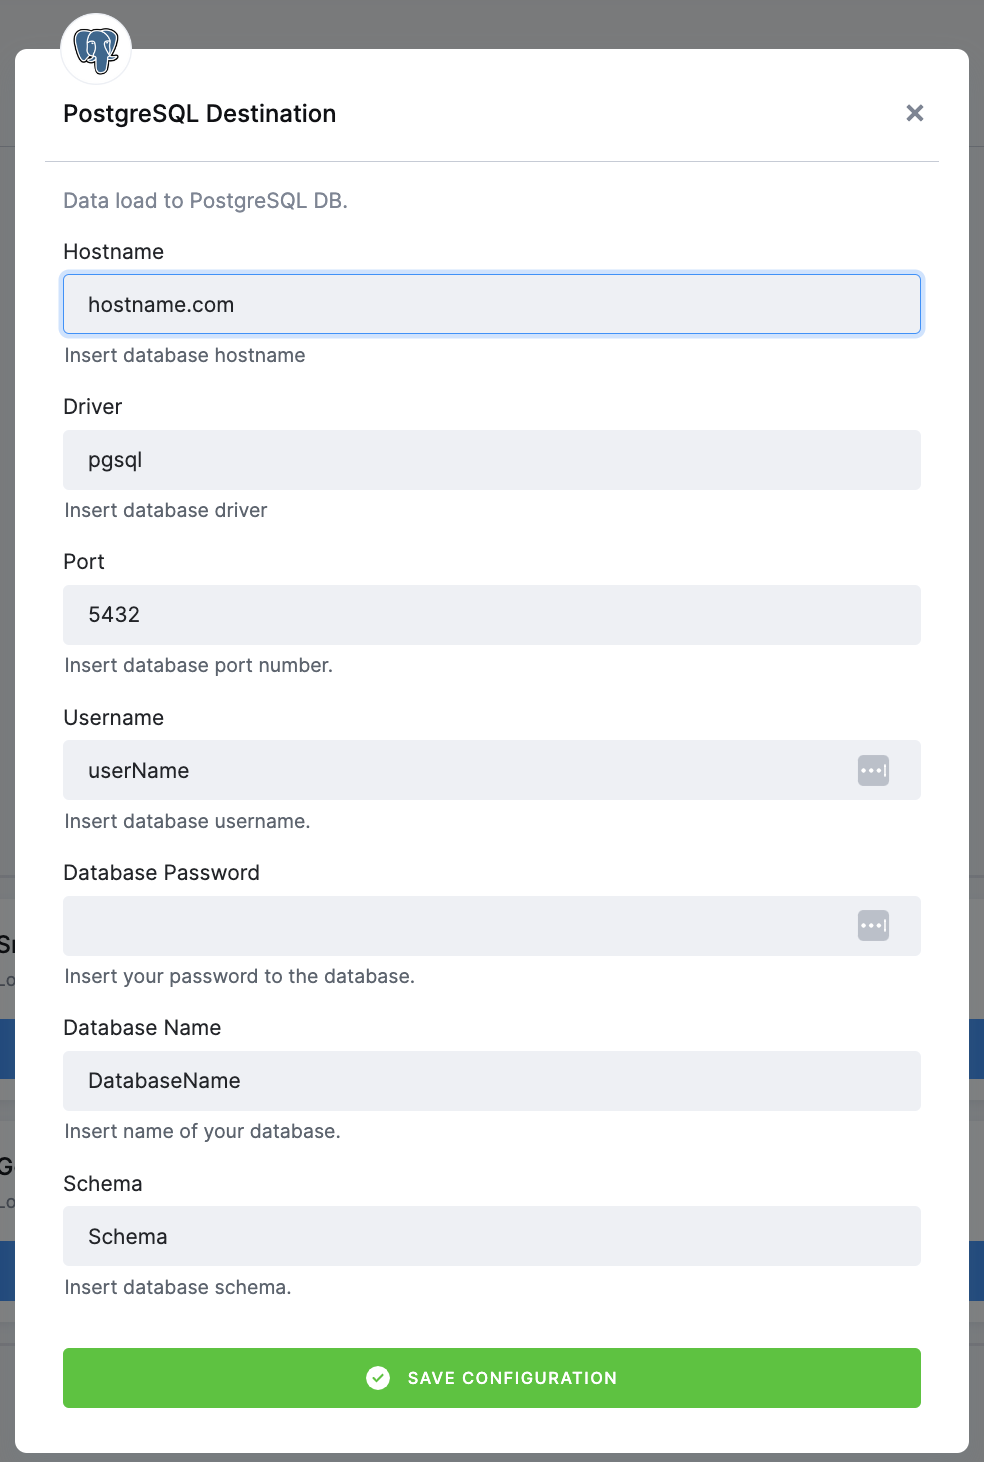 PostgreSQL Destination
Data load to PostgreSQL DB.
Hostname
hostname.com
Insert database hostname
Driver
pgsql
Insert database driver
Port
5432
Insert database port number.
Username
userName
Insert database username.
Database Password
Insert your password to the database.
Database Name
DatabaseName
Insert name of your database.
Schema
Schema
Insert database schema.
SAVE CONFIGURATION